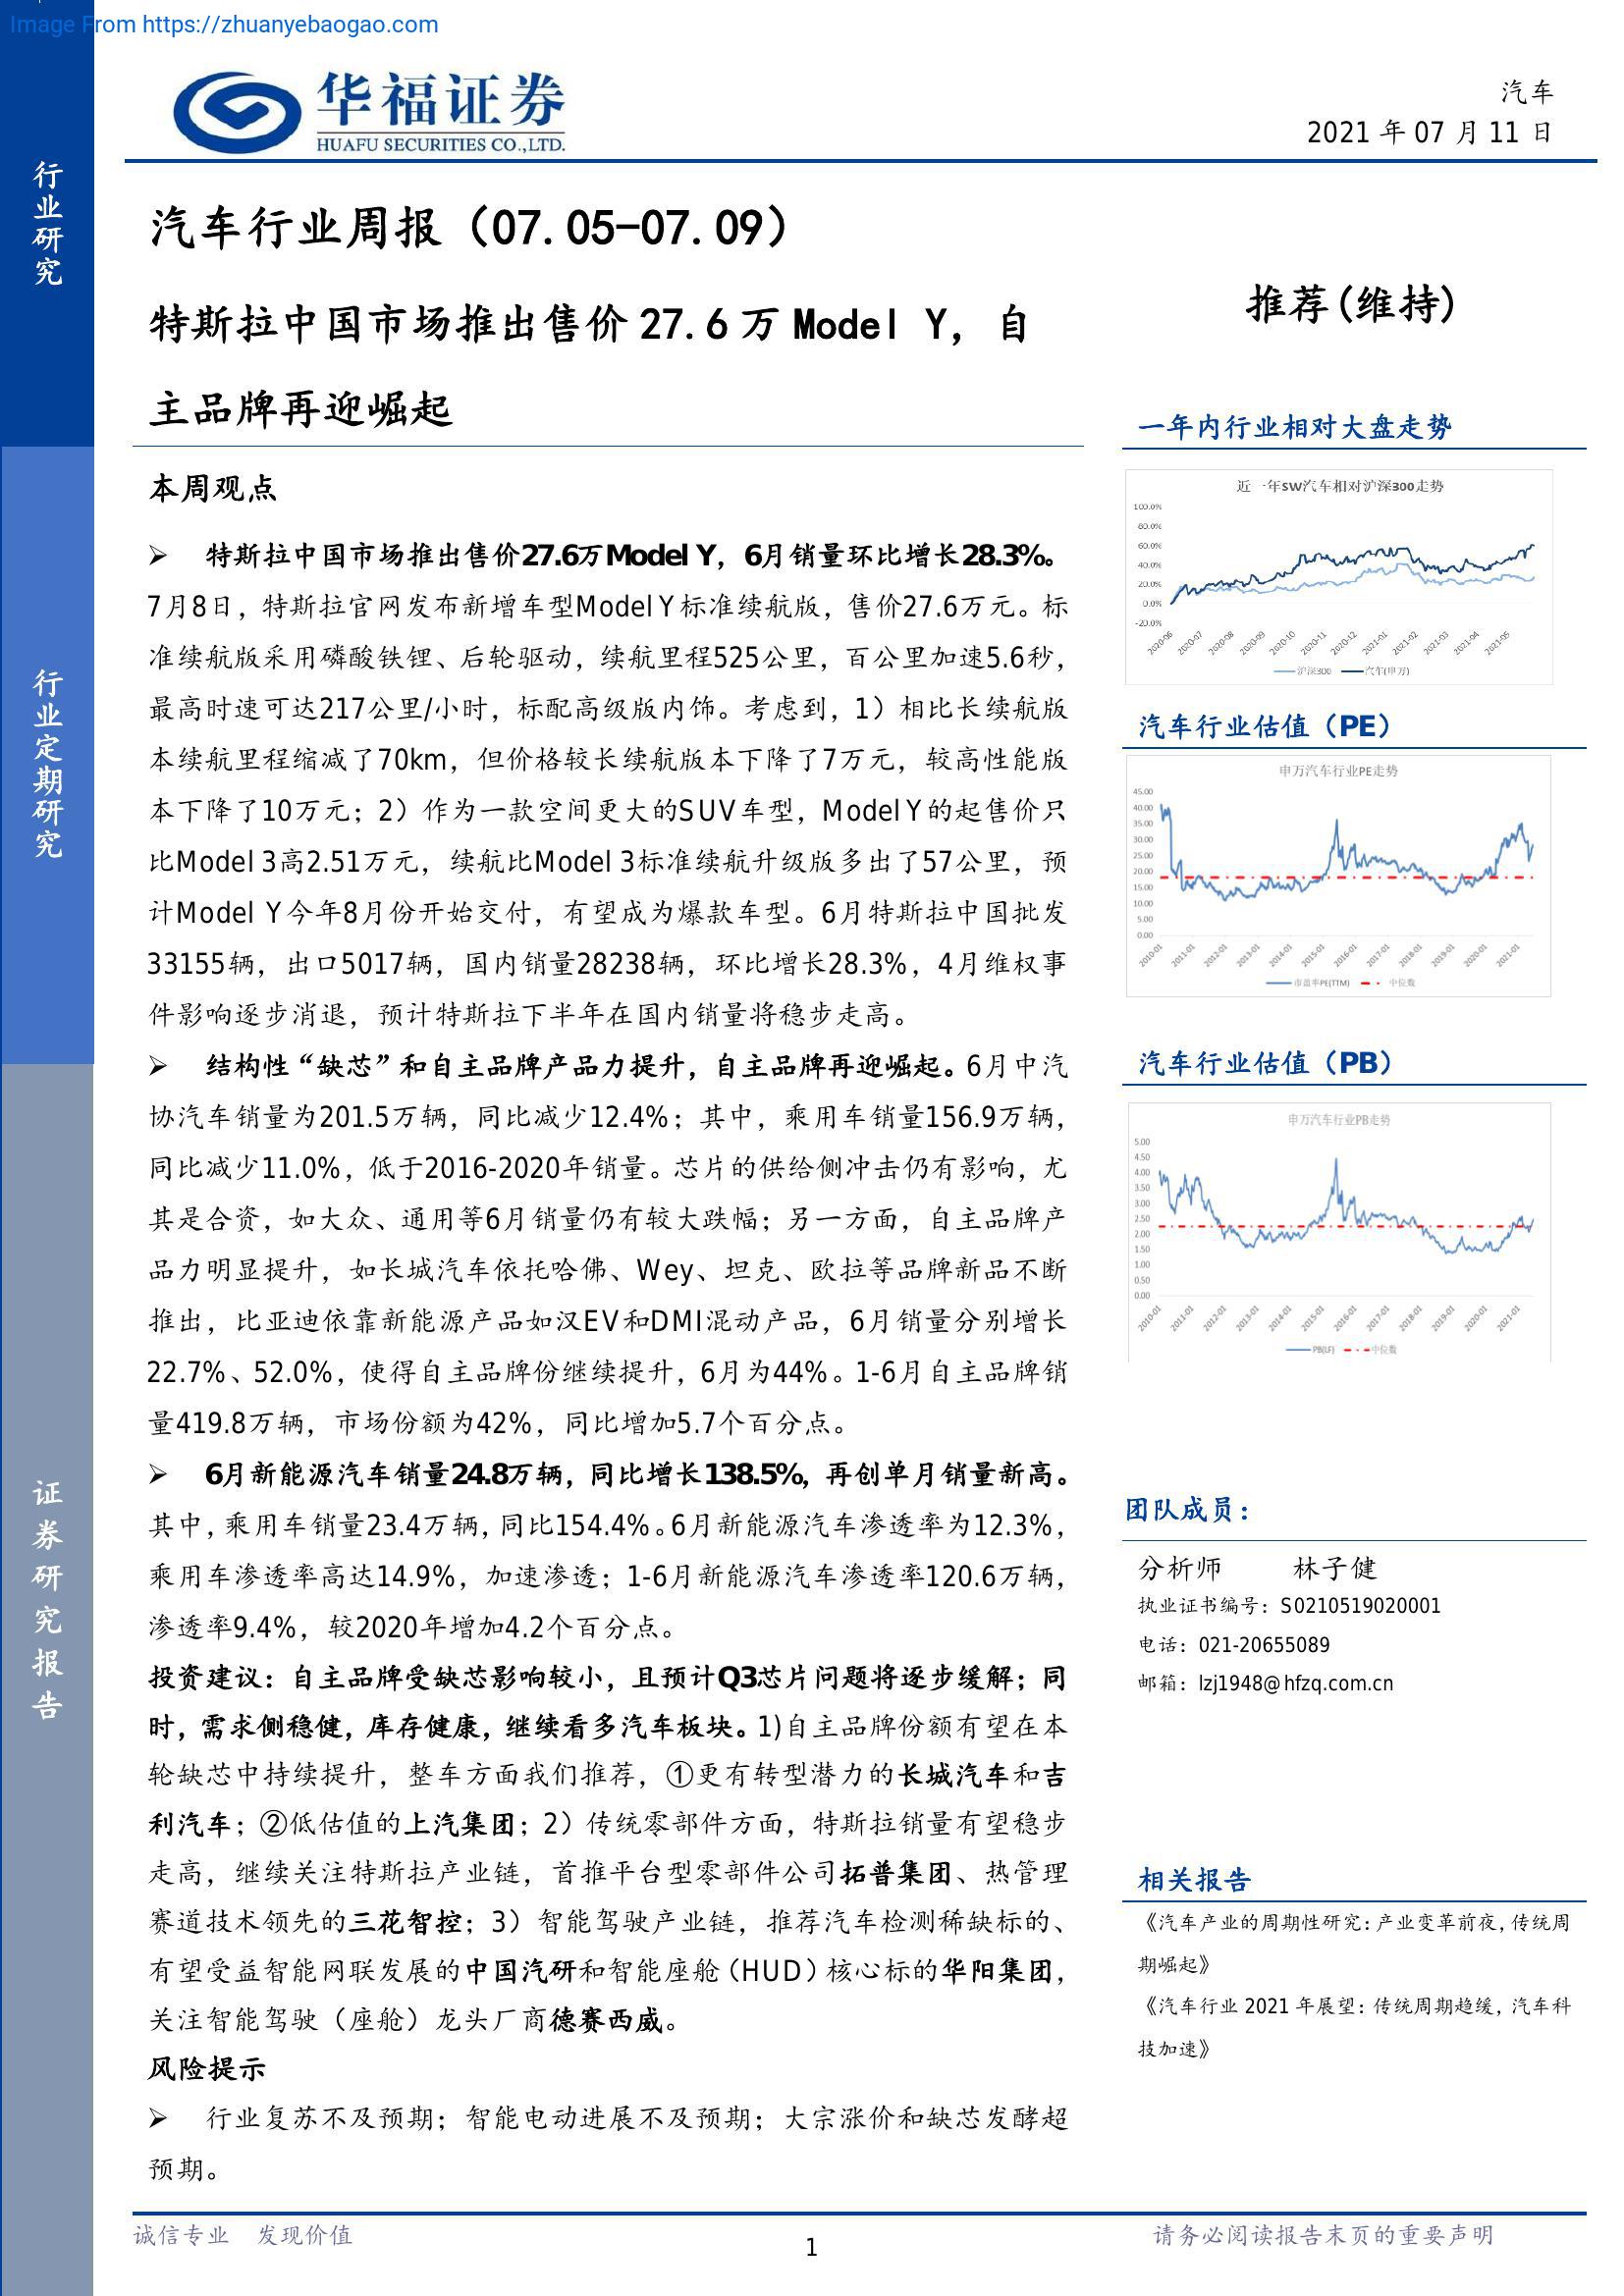 Image From https://zhuanyebaogao.com
华福证券
HUAFU SECURITIES CO.,LTD.
汽车
2021 年 07 月 11 日
行业研究
行业定期研究
证券研究报告
汽车行业周报（07.05-07.09）
特斯拉中国市场推出售价 27.6 万 Model Y，自
主品牌再迎崛起
推荐(维持)
本周观点
➢ 特斯拉中国市场推出售价27.6万Model Y，6月销量环比增长28.3%。
7月8日，特斯拉官网发布新增车型Model Y标准续航版，售价27.6万元。标
准续航版采用磷酸铁锂、后轮驱动，续航里程525公里，百公里加速5.6秒，
最高时速可达217公里/小时，标配高级版内饰。考虑到，1）相比长续航版
本续航里程缩减了70km，但价格较长续航版本下降了7万元，较高性能版
本下降了10万元；2）作为一款空间更大的SUV车型，Model Y的起售价只
比Model 3高2.51万元，续航比Model 3标准续航升级版多出了57公里，预
计Model Y今年8月份开始交付，有望成为爆款车型。6月特斯拉中国批发
33155辆，出口5017辆，国内销量28238辆，环比增长28.3%，4月维权事
件影响逐步消退，预计特斯拉下半年在国内销量将稳步走高。
➢ 结构性“缺芯”和自主品牌产品力提升，自主品牌再迎崛起。6月中汽
协汽车销量为201.5万辆，同比减少12.4%；其中，乘用车销量156.9万辆，
同比减少11.0%，低于2016-2020年销量。芯片的供给侧冲击仍有影响，尤
其是合资，如大众、通用等6月销量仍有较大跌幅；另一方面，自主品牌产
品力明显提升，如长城汽车依托哈佛、Wey、坦克、欧拉等品牌新品不断
推出，比亚迪依靠新能源产品如汉EV和DMI混动产品，6月销量分别增长
22.7%、52.0%，使得自主品牌份继续提升，6月为44%。1-6月自主品牌销
量419.8万辆，市场份额为42%，同比增加5.7个百分点。
➢ 6月新能源汽车销量24.8万辆，同比增长138.5%，再创单月销量新高。
其中，乘用车销量23.4万辆，同比154.4%。6月新能源汽车渗透率为12.3%，
乘用车渗透率高达14.9%，加速渗透；1-6月新能源汽车渗透率120.6万辆，
渗透率9.4%，较2020年增加4.2个百分点。
投资建议：自主品牌受缺芯影响较小，且预计Q3芯片问题将逐步缓解；同
时，需求侧稳健，库存健康，继续看多汽车板块。1)自主品牌份额有望在本
轮缺芯中持续提升，整车方面我们推荐，①更有转型潜力的长城汽车和吉
利汽车；②低估值的上汽集团；2）传统零部件方面，特斯拉销量有望稳步
走高，继续关注特斯拉产业链，首推平台型零部件公司拓普集团、热管理
赛道技术领先的三花智控；3）智能驾驶产业链，推荐汽车检测稀缺标的、
有望受益智能网联发展的中国汽研和智能座舱（HUD）核心标的华阳集团，
关注智能驾驶（座舱）龙头厂商德赛西威。
风险提示
➢ 行业复苏不及预期；智能电动进展不及预期；大宗涨价和缺芯发酵超
预期。
一年内行业相对大盘走势
近一年SW汽车相对沪深300走势
100.0%
80.0%
60.0%
40.0%
20.0%
0.0%
-20.0%
2020-06 2020-07 2020-08 2020-09 2020-10 2020-11 2020-12 2021-01 2021-02 2021-03 2021-04 2021-05
沪深300 汽车(申万)
汽车行业估值（PE）
申万汽车行业PE走势
45.00
40.00
35.00
30.00
25.00
20.00
15.00
10.00
5.00
0.00
2010-01 2011-01 2012-01 2013-01 2014-01 2015-01 2016-01 2017-01 2018-01 2019-01 2020-01 2021-01
市盈率PE(TTM) 中位数
汽车行业估值（PB）
申万汽车行业PB走势
5.00
4.50
4.00
3.50
3.00
2.50
2.00
1.50
1.00
0.50
0.00
2010-01 2011-01 2012-01 2013-01 2014-01 2015-01 2016-01 2017-01 2018-01 2019-01 2020-01 2021-01
PB(LF) 中位数
团队成员：
分析师 林子健
执业证书编号：S0210519020001
电话：021-20655089
邮箱：lzj1948@hfzq.com.cn
相关报告
《汽车产业的周期性研究：产业变革前夜，传统周
期崛起》
《汽车行业 2021 年展望：传统周期趋缓，汽车科
技加速》
诚信专业 发现价值
1
请务必阅读报告末页的重要声明